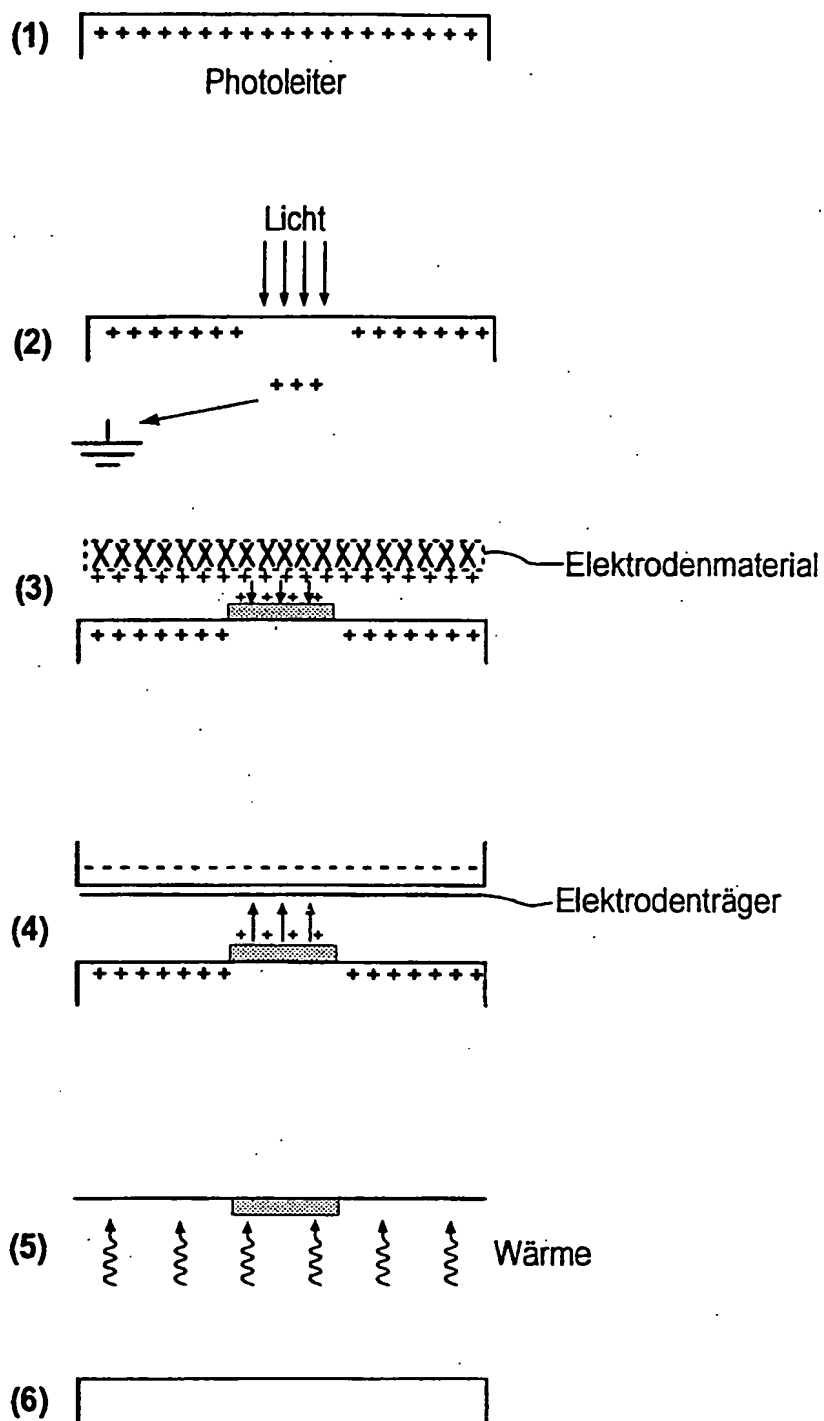 (1)
+ + + + + + + + + + + + + + + + + + +
Photoleiter
Licht
(2)
+ + + + + + + + + + + + + +
+ + +
Elektrodenmaterial
(3)
+ + + + + + + + + + + + + +
Elektrodenträger
(4)
+ + + + + + + + + + + + + +
(5)
Wärme
(6)